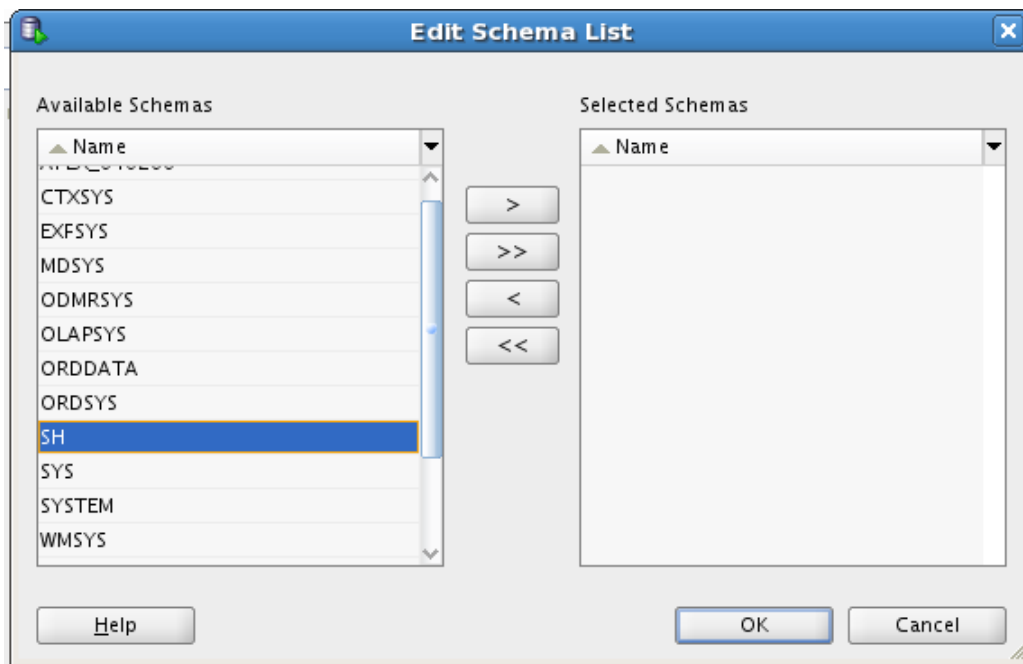 Edit Schema List
Available Schemas
Name
CTXSYS
EXFSYS
MDSYS
ODMRSYS
OLAPSYS
ORDDATA
ORDSYS
SH
SYS
SYSTEM
WMSYS
>
>>
<
<<
Selected Schemas
Name
Help
OK
Cancel